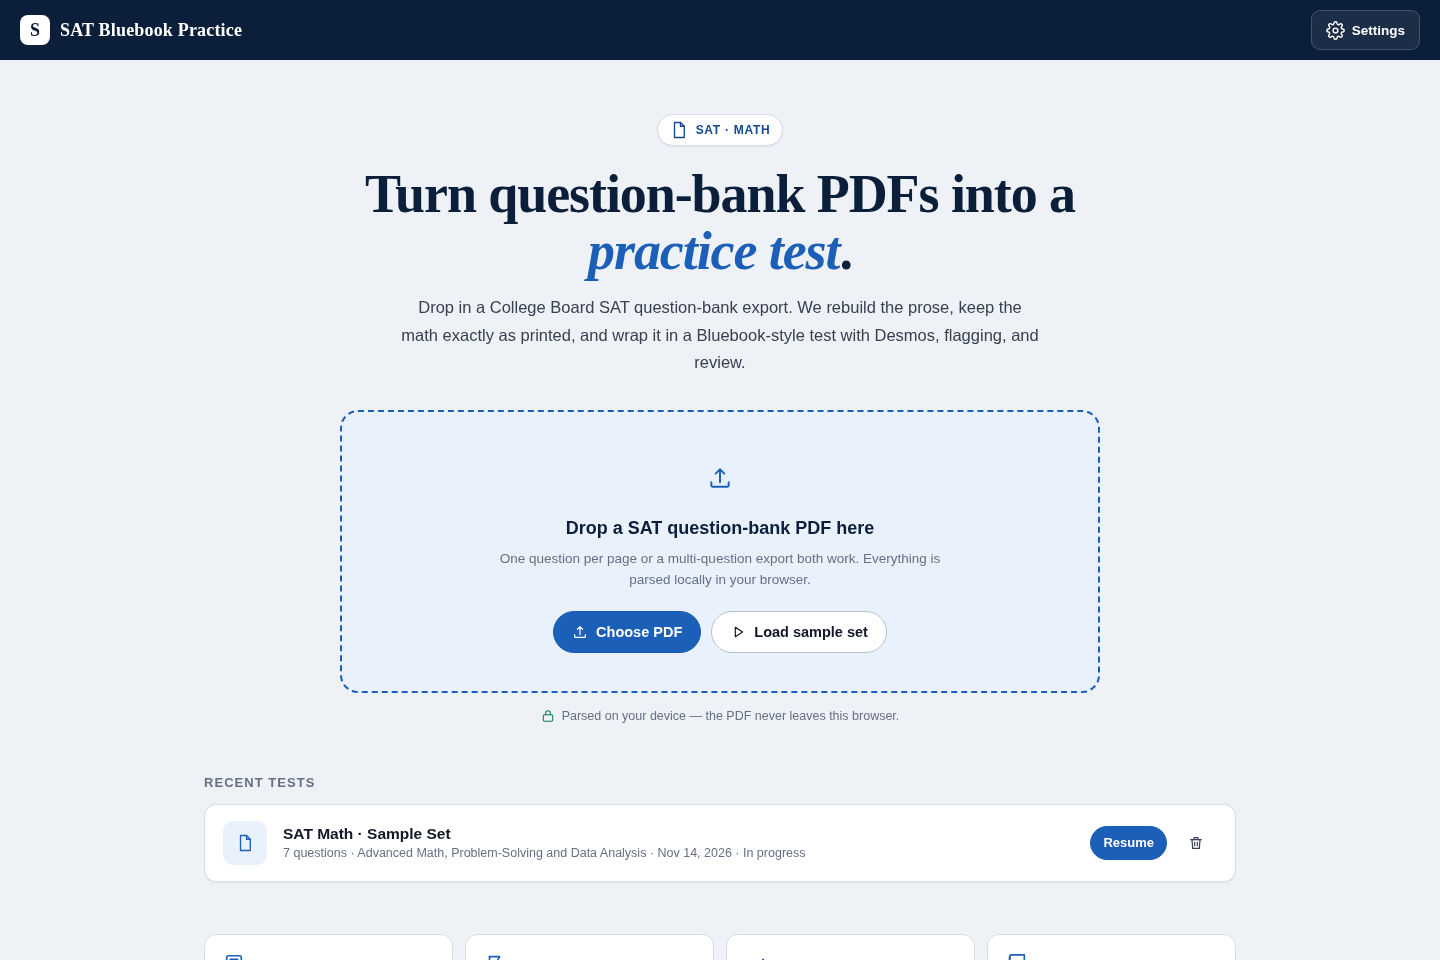 S SAT Bluebook Practice
Settings
SAT · MATH
Turn question-bank PDFs into a
practice test.
Drop in a College Board SAT question-bank export. We rebuild the prose, keep the
math exactly as printed, and wrap it in a Bluebook-style test with Desmos, flagging, and
review.
Drop a SAT question-bank PDF here
One question per page or a multi-question export both work. Everything is
parsed locally in your browser.
Choose PDF
Load sample set
Parsed on your device — the PDF never leaves this browser.
RECENT TESTS
SAT Math · Sample Set
7 questions · Advanced Math, Problem-Solving and Data Analysis · Nov 14, 2026 · In progress
Resume